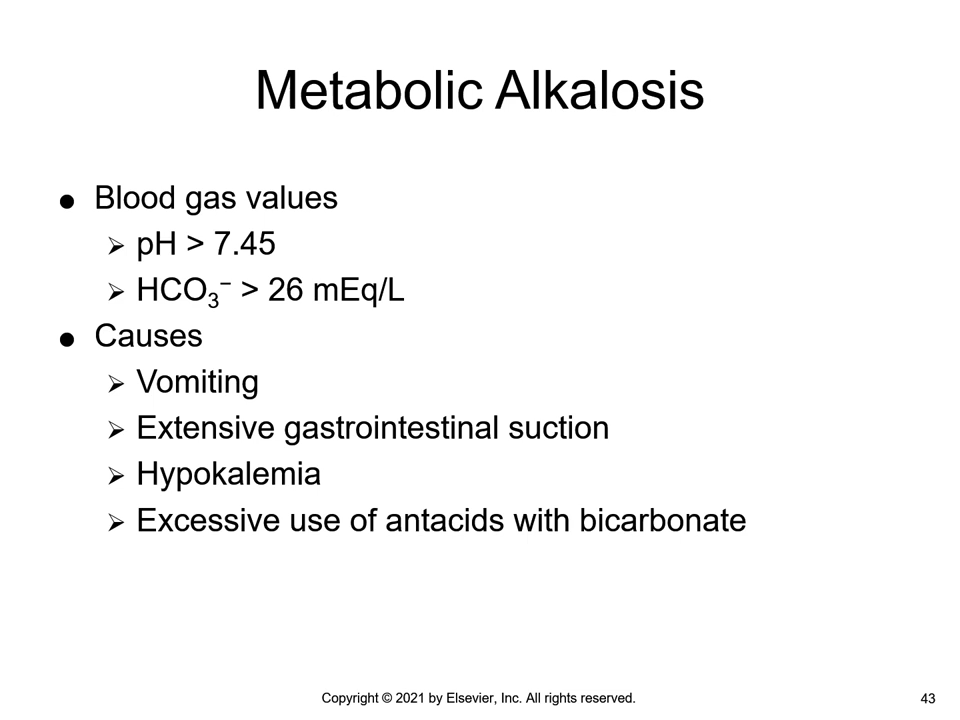 Metabolic Alkalosis
● Blood gas values
➢ pH > 7.45
➢ HCO₃⁻ > 26 mEq/L
● Causes
➢ Vomiting
➢ Extensive gastrointestinal suction
➢ Hypokalemia
➢ Excessive use of antacids with bicarbonate
Copyright © 2021 by Elsevier, Inc. All rights reserved.
43